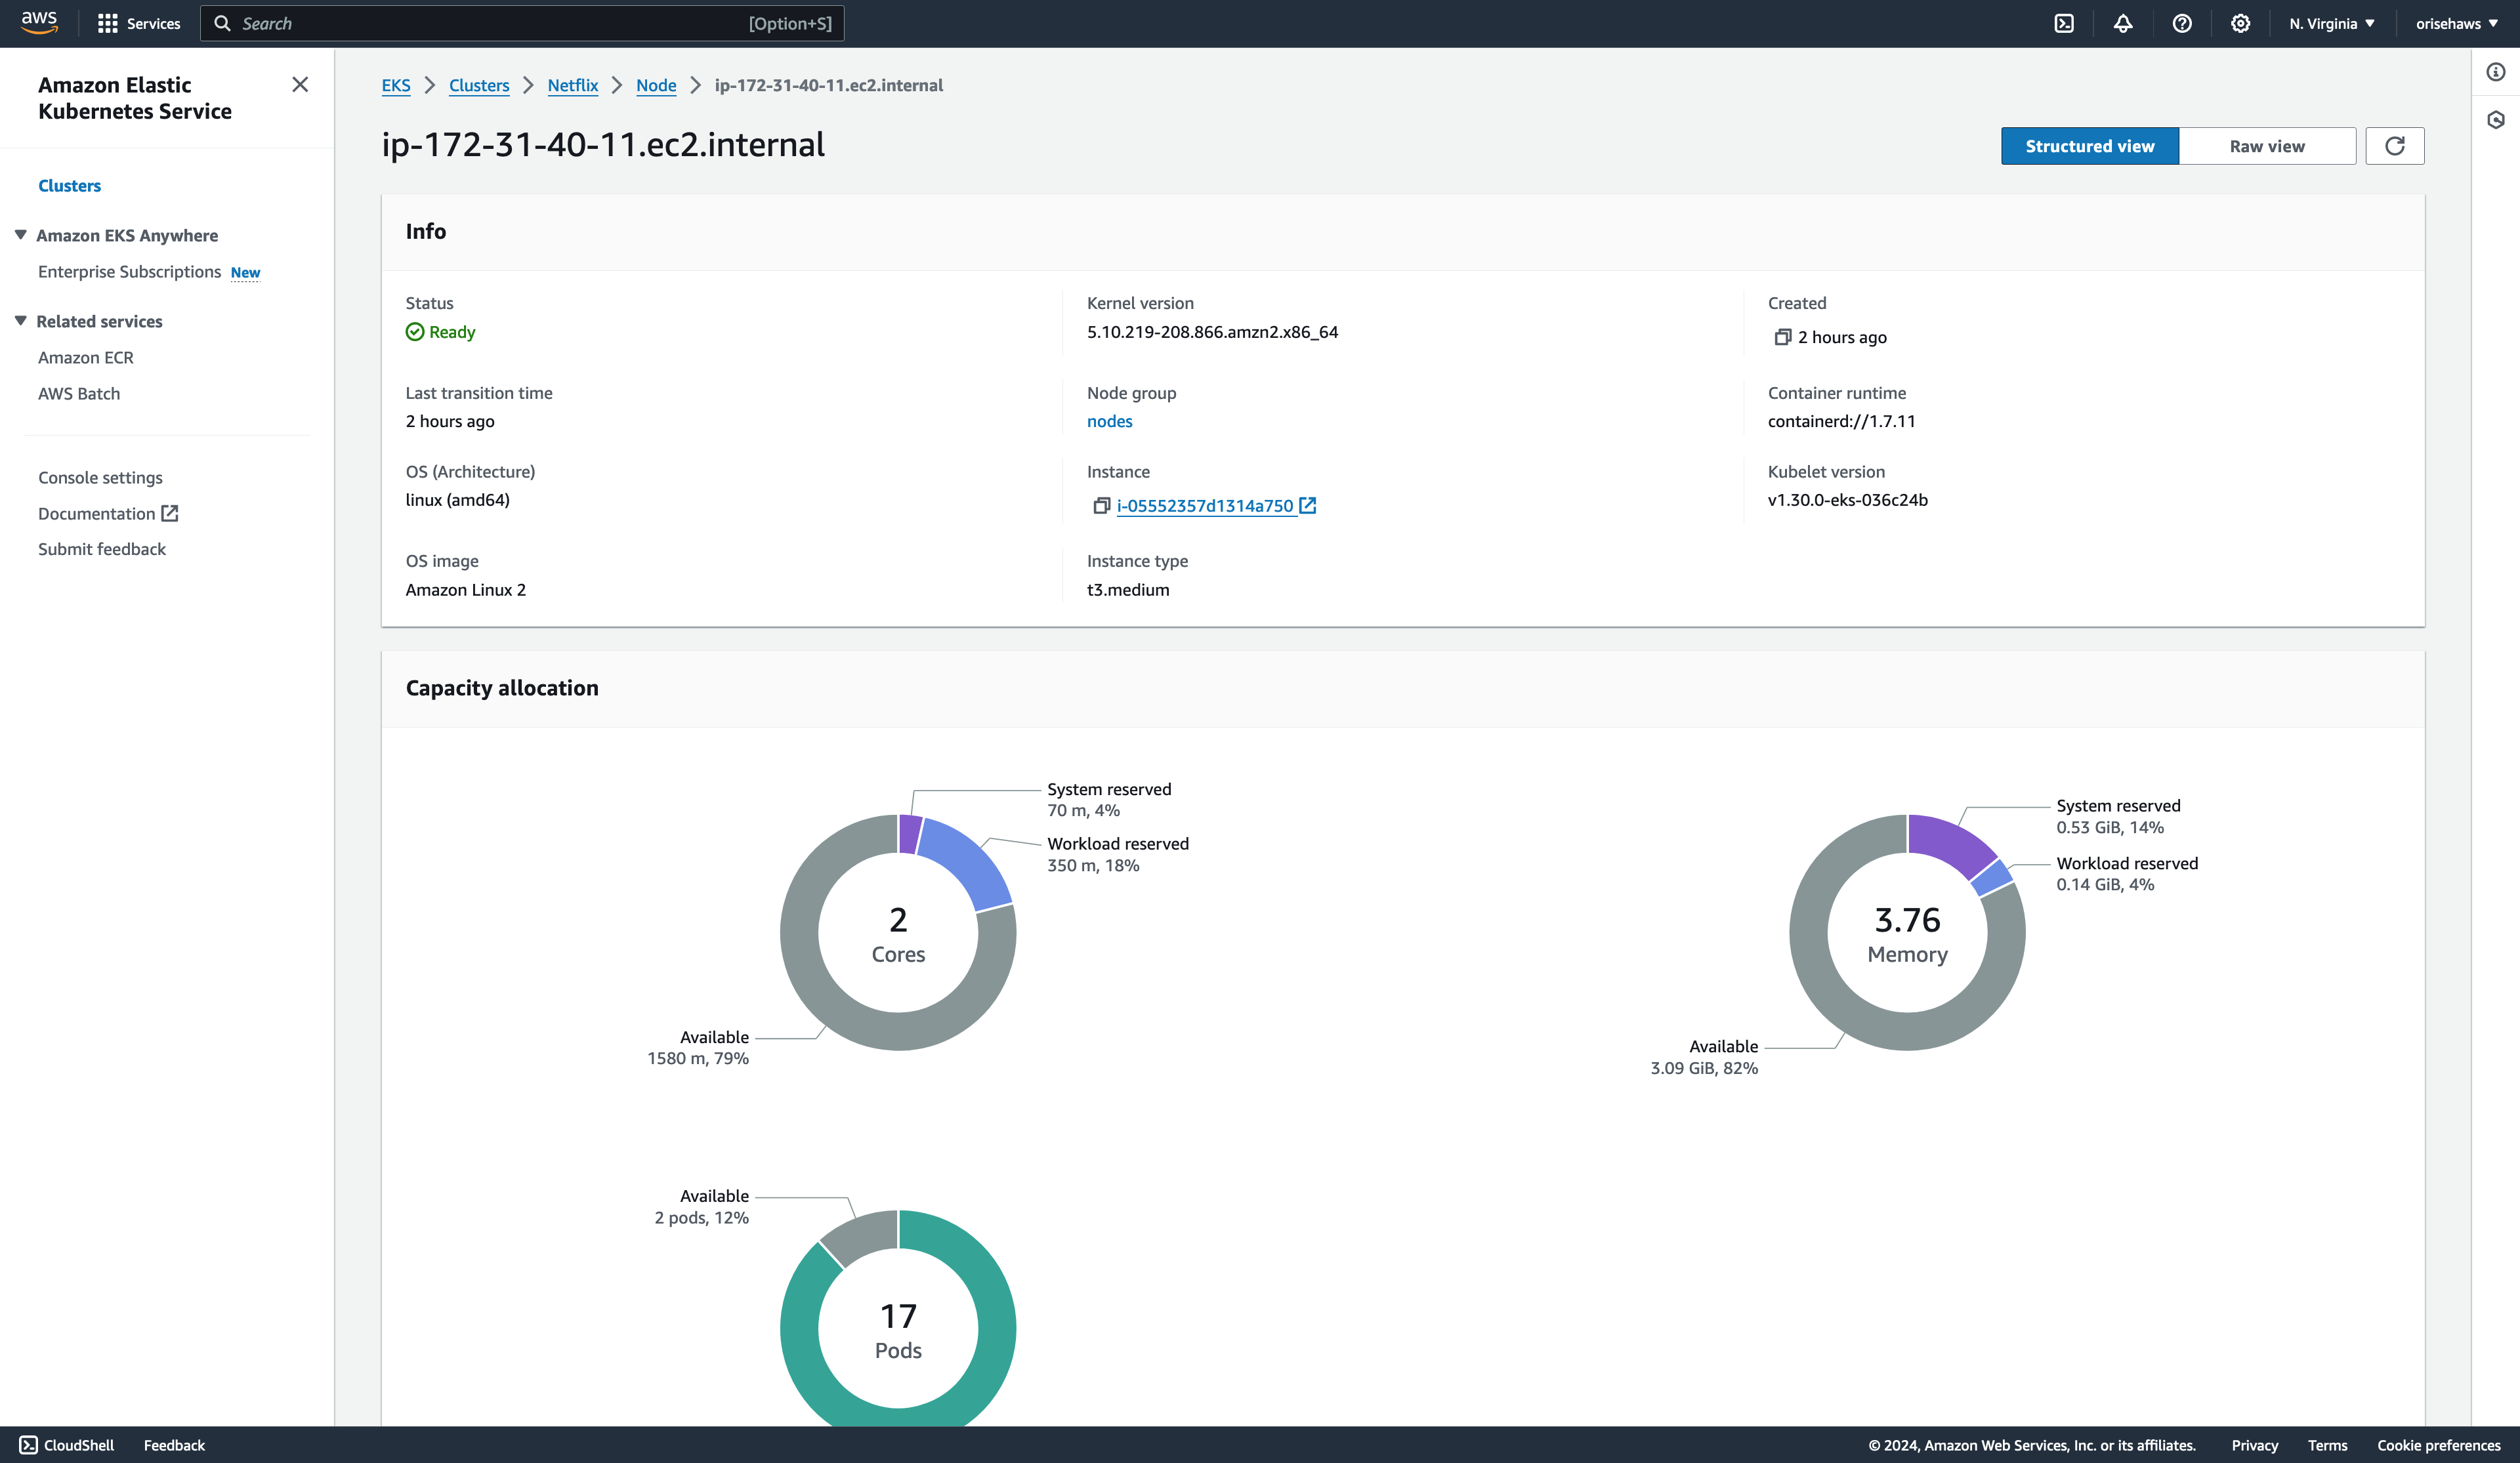 aws
Services
Search
[Option+S]
N. Virginia
orisehaws
Amazon Elastic
Kubernetes Service
Clusters
Amazon EKS Anywhere
Enterprise Subscriptions New
Related services
Amazon ECR
AWS Batch
Console settings
Documentation
Submit feedback
EKS
Clusters
Netflix
Node
ip-172-31-40-11.ec2.internal
ip-172-31-40-11.ec2.internal
Structured view
Raw view
Info
Status
Ready
Kernel version
5.10.219-208.866.amzn2.x86_64
Created
2 hours ago
Last transition time
2 hours ago
Node group
nodes
Container runtime
containerd://1.7.11
OS (Architecture)
linux (amd64)
Instance
i-05552357d1314a750
Kubelet version
v1.30.0-eks-036c24b
OS image
Amazon Linux 2
Instance type
t3.medium
Capacity allocation
System reserved
70 m, 4%
Workload reserved
350 m, 18%
2
Cores
Available
1580 m, 79%
System reserved
0.53 GiB, 14%
Workload reserved
0.14 GiB, 4%
3.76
Memory
Available
3.09 GiB, 82%
Available
2 pods, 12%
17
Pods
CloudShell
Feedback
© 2024, Amazon Web Services, Inc. or its affiliates.
Privacy
Terms
Cookie preferences